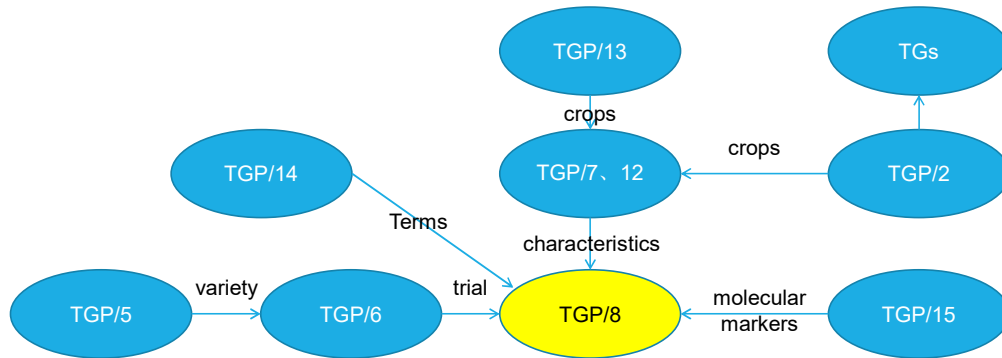 TGP/13
TGs
crops
TGP/14
TGP/7、12
crops
TGP/2
Terms
characteristics
TGP/5
variety
TGP/6
trial
TGP/8
molecular
markers
TGP/15